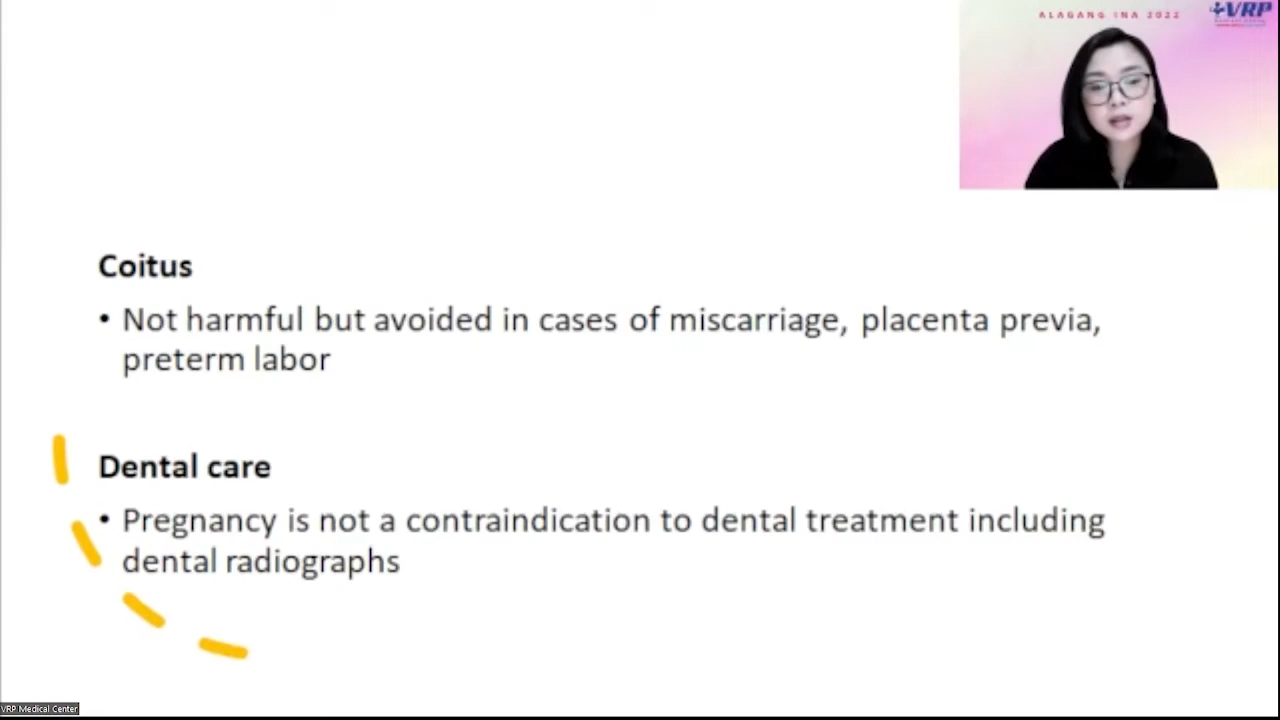 ALAGANG INA 2022
VRP
Coitus
• Not harmful but avoided in cases of miscarriage, placenta previa,
preterm labor
Dental care
• Pregnancy is not a contraindication to dental treatment including
dental radiographs
VRP Medical Center